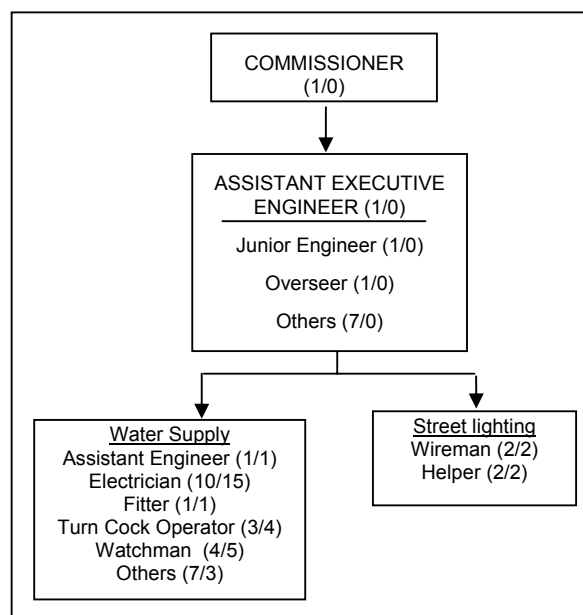 COMMISSIONER
(1/0)
ASSISTANT EXECUTIVE
ENGINEER (1/0)
Junior Engineer (1/0)
Overseer (1/0)
Others (7/0)
Water Supply
Assistant Engineer (1/1)
Electrician (10/15)
Fitter (1/1)
Turn Cock Operator (3/4)
Watchman (4/5)
Others (7/3)
Street lighting
Wireman (2/2)
Helper (2/2)